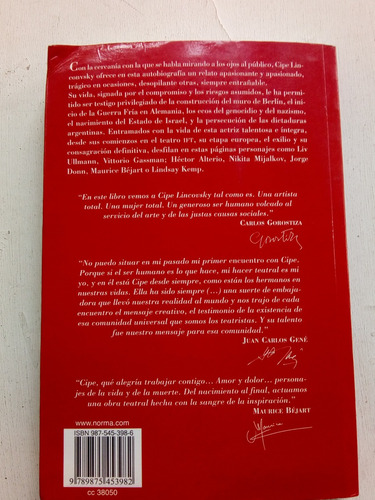 Con la cercanía con la que se habla mirando a los ojos al público, Cipe Lin-
covsky ofrece en esta autobiografía un relato apasionante y apasionado,
trágico en ocasiones, desopilante otras, siempre entrañable.
Su vida, signada por el compromiso y los riesgos asumidos, le ha permi-
tido ser testigo privilegiado de la construcción del muro de Berlín, el ini-
cio de la Guerra Fría en Alemania, los ecos del genocidio y del nazismo,
el nacimiento del Estado de Israel, y la persecución de las dictaduras
argentinas. Entramados con la vida de esta actriz talentosa e íntegra,
desde sus comienzos en el teatro IFT, su etapa europea, el exilio y su
consagración definitiva, desfilan en estas páginas personajes como Liv
Ullmann, Vittorio Gassman; Héctor Alterio, Nikita Mijalkov, Jorge
Donn, Maurice Béjart o Lindsay Kemp.
“En este libro vemos a Cipe Lincovsky tal como es. Una artista
total. Una mujer total. Un generoso ser humano volcado al
servicio del arte y de las justas causas sociales.”
CARLOS GOROSTIZA
Gorostiza
“No puedo situar en mi pasado mi primer encuentro con Cipe.
Porque si el ser humano es lo que hace, mi hacer teatral es mi
yo, y en él está Cipe desde siempre, como están los hermanos en
nuestras vidas. Ella ha sido siempre (...) una suerte de embaja-
dora que llevó nuestra realidad al mundo y nos trajo de cada
encuentro el mensaje creativo, el testimonio de la existencia de
esa comunidad universal que somos los teatristas. Y su talento
fue nuestro mensaje para esa comunidad.”
JUAN CARLOS GENÉ
“Cipe, qué alegría trabajar contigo... Amor y dolor... persona-
jes de la vida y de la muerte. Del nacimiento al final, actuamos
una obra teatral hecha con la sangre de la inspiración.”
MAURICE BÉJART
Maurice
www.norma.com
ISBN 987-545-398-6
9 789875 453982
cc 38050